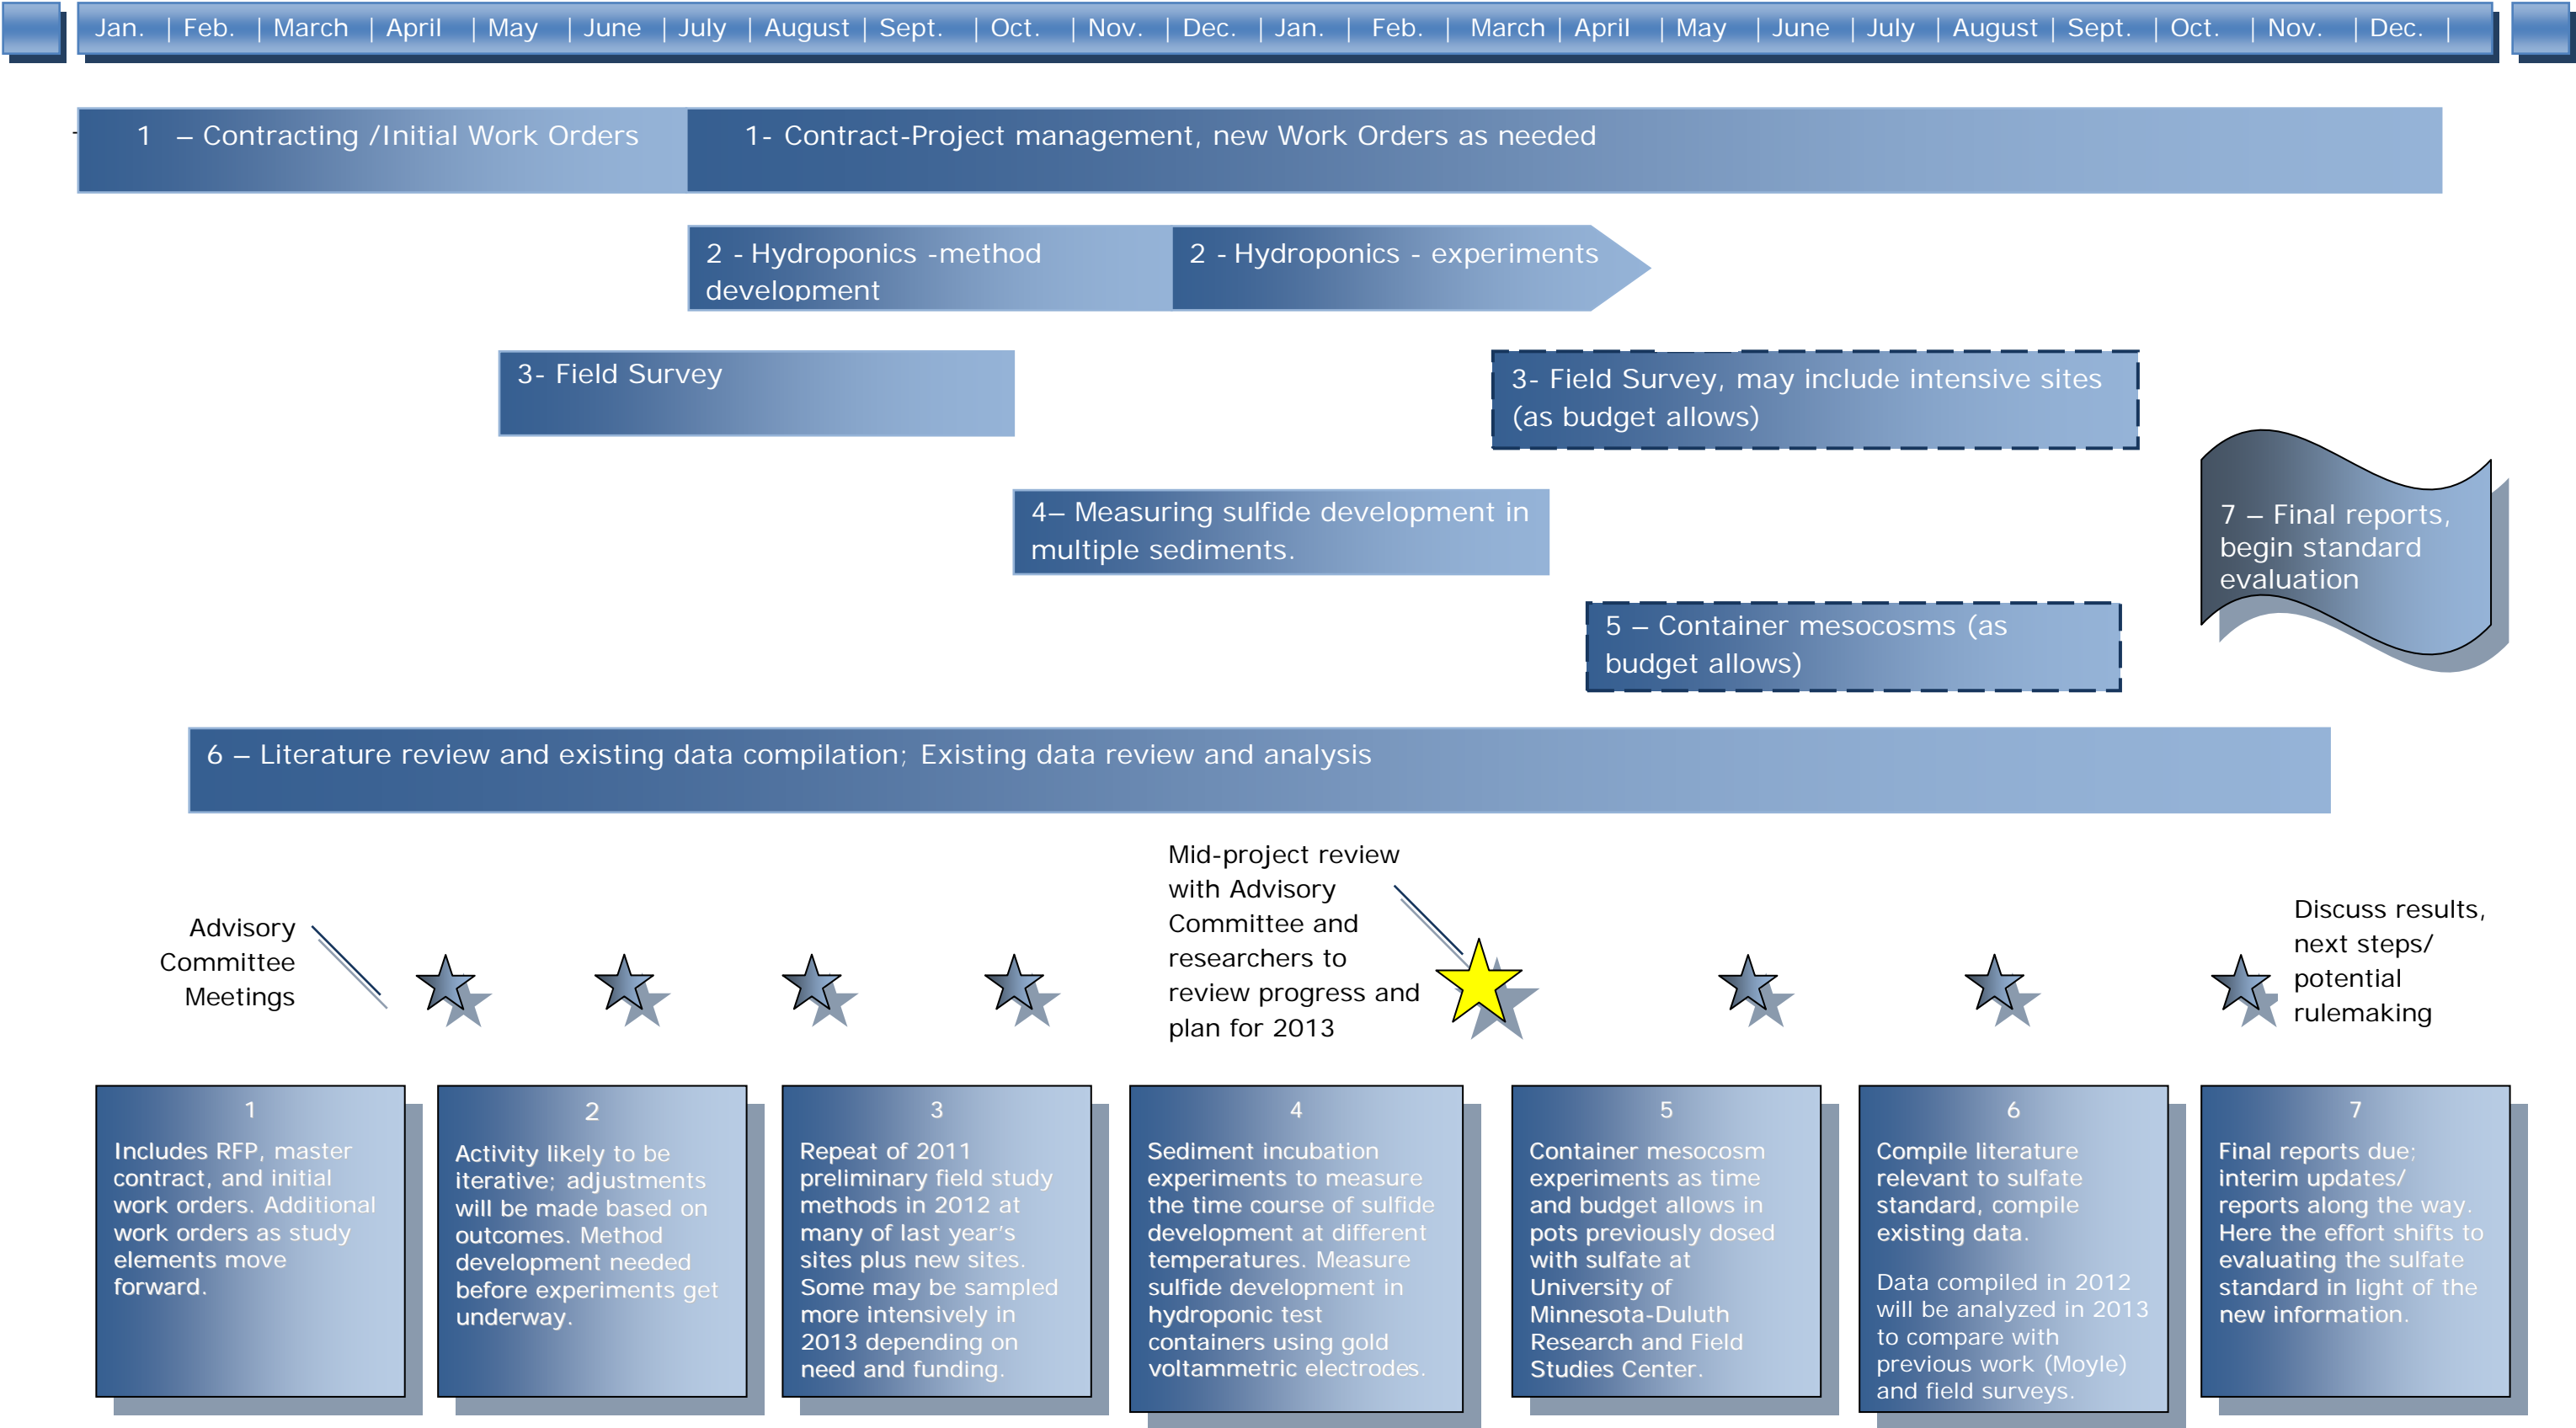 Jan. | Feb. | March | April | May | June | July | August | Sept. | Oct. | Nov. | Dec. | Jan. | Feb. | March | April | May | June | July | August | Sept. | Oct. | Nov. | Dec. |
1 – Contracting /Initial Work Orders
1- Contract-Project management, new Work Orders as needed
2 - Hydroponics -method
development
2 - Hydroponics - experiments
3- Field Survey
3- Field Survey, may include intensive sites
(as budget allows)
4– Measuring sulfide development in
multiple sediments.
7 – Final reports,
begin standard
evaluation
5 – Container mesocosms (as
budget allows)
6 – Literature review and existing data compilation; Existing data review and analysis
Advisory
Committee
Meetings
Mid-project review
with Advisory
Committee and
researchers to
review progress and
plan for 2013
Discuss results,
next steps/
potential
rulemaking
1
Includes RFP, master
contract, and initial
work orders. Additional
work orders as study
elements move
forward.
2
Activity likely to be
iterative; adjustments
will be made based on
outcomes. Method
development needed
before experiments get
underway.
3
Repeat of 2011
preliminary field study
methods in 2012 at
many of last year's
sites plus new sites.
Some may be sampled
more intensively in
2013 depending on
need and funding.
4
Sediment incubation
experiments to measure
the time course of sulfide
development at different
temperatures. Measure
sulfide development in
hydroponic test
containers using gold
voltammetric electrodes.
5
Container mesocosm
experiments as time
and budget allows in
pots previously dosed
with sulfate at
University of
Minnesota-Duluth
Research and Field
Studies Center.
6
Compile literature
relevant to sulfate
standard, compile
existing data.
Data compiled in 2012
will be analyzed in 2013
to compare with
previous work (Moyle)
and field surveys.
7
Final reports due;
interim updates/
reports along the way.
Here the effort shifts to
evaluating the sulfate
standard in light of the
new information.